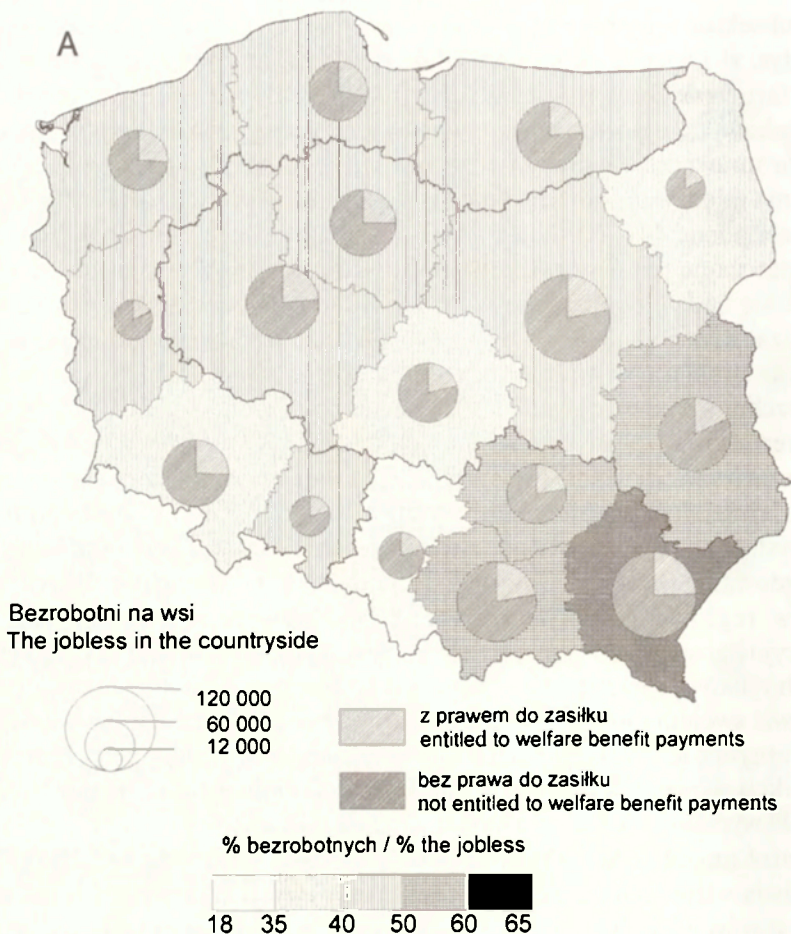 A
Bezrobotni na wsi
The jobless in the countryside
120 000
60 000
12 000
z prawem do zasiłku
entitled to welfare benefit payments
bez prawa do zasiłku
not entitled to welfare benefit payments
% bezrobotnych / % the jobless
18 35 40 50 60 65